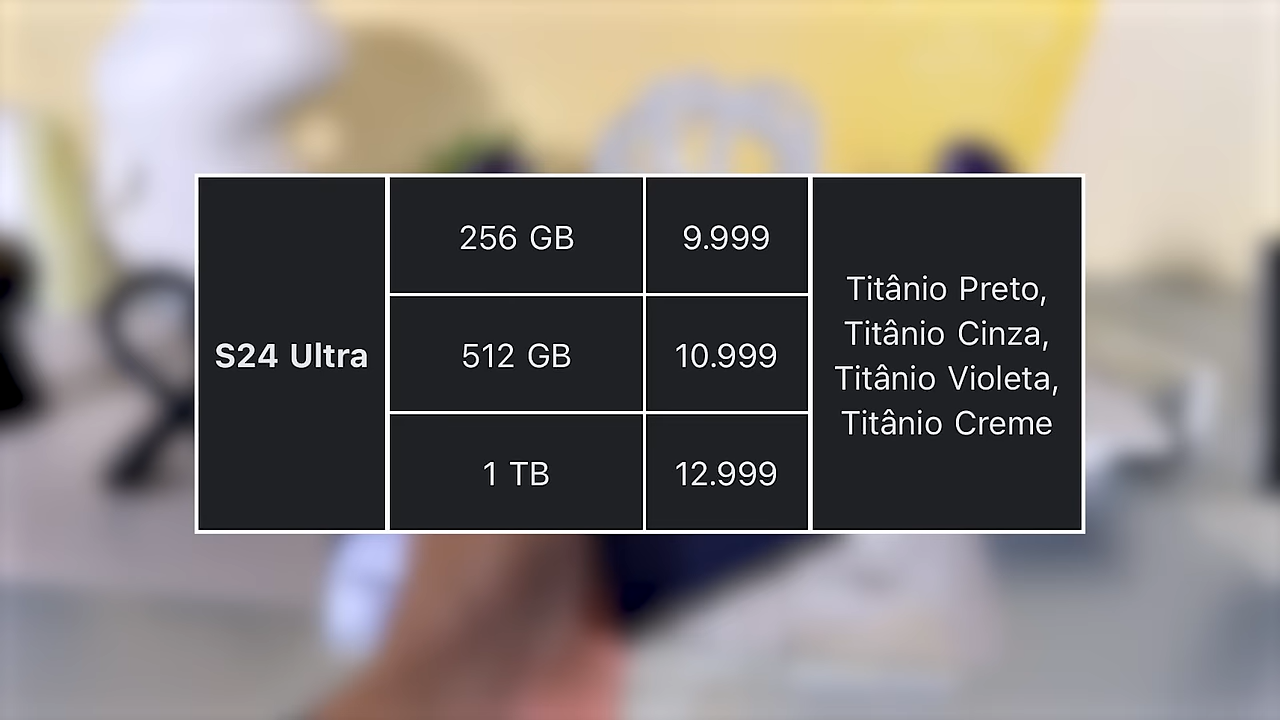 S24 Ultra
256 GB
9.999
512 GB
10.999
1 TB
12.999
Titânio Preto,
Titânio Cinza,
Titânio Violeta,
Titânio Creme